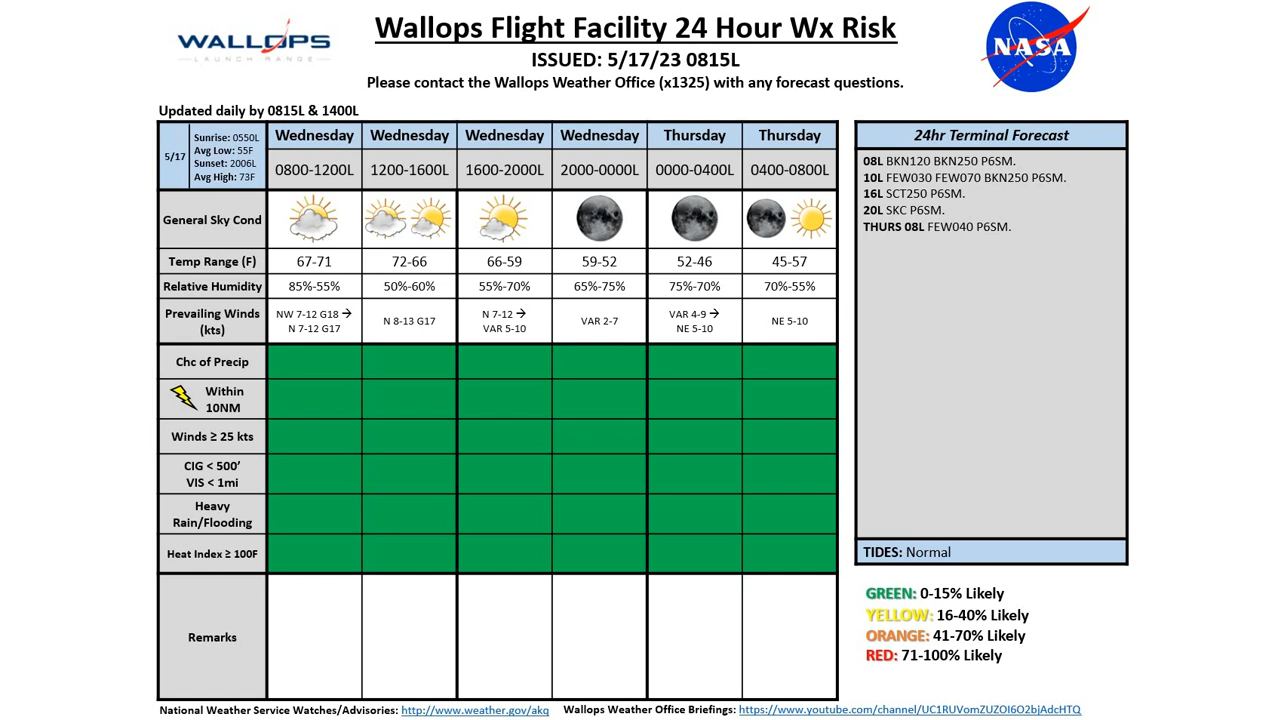 WALLOPS
LAUNCH RANGE
Wallops Flight Facility 24 Hour Wx Risk
ISSUED: 5/17/23 0815L
Please contact the Wallops Weather Office (x1325) with any forecast questions.
NASA
Updated daily by 0815L & 1400L
5/17
Sunrise: 0550L
Avg Low: 55F
Sunset: 2006L
Avg High: 73F
Wednesday Wednesday Wednesday Wednesday Thursday Thursday
0800-1200L 1200-1600L 1600-2000L 2000-0000L 0000-0400L 0400-0800L
General Sky Cond
Temp Range (F) 67-71 72-66 66-59 59-52 52-46 45-57
Relative Humidity 85%-55% 50%-60% 55%-70% 65%-75% 75%-70% 70%-55%
Prevailing Winds (kts) NW 7-12 G18 → N 7-12 G17 N 8-13 G17 N 7-12 → VAR 5-10 VAR 2-7 VAR 4-9 → NE 5-10 NE 5-10
Chc of Precip
Within
10NM
Winds ≥ 25 kts
CIG < 500’
VIS < 1mi
Heavy
Rain/Flooding
Heat Index ≥ 100F
Remarks
24hr Terminal Forecast
08L BKN120 BKN250 P6SM.
10L FEW030 FEW070 BKN250 P6SM.
16L SCT250 P6SM.
20L SKC P6SM.
THURS 08L FEW040 P6SM.
TIDES: Normal
GREEN: 0-15% Likely
YELLOW: 16-40% Likely
ORANGE: 41-70% Likely
RED: 71-100% Likely
National Weather Service Watches/Advisories: http://www.weather.gov/akq Wallops Weather Office Briefings: https://www.youtube.com/channel/UC1RUVomZUZOI6O2bjAdcHTQ